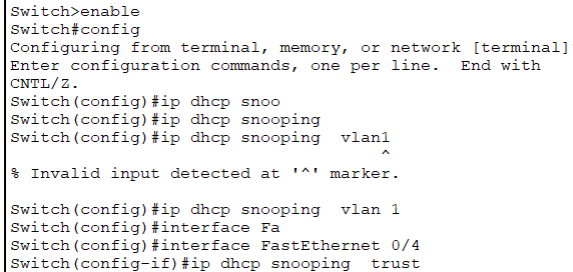 Switch>enable
Switch#config
Configuring from terminal, memory, or network [terminal]
Enter configuration commands, one per line.  End with
CNTL/Z.
Switch(config)#ip dhcp snoo
Switch(config)#ip dhcp snooping
Switch(config)#ip dhcp snooping  vlan1
                                     ^
% Invalid input detected at '^' marker.

Switch(config)#ip dhcp snooping  vlan 1
Switch(config)#interface Fa
Switch(config)#interface FastEthernet 0/4
Switch(config-if)#ip dhcp snooping  trust